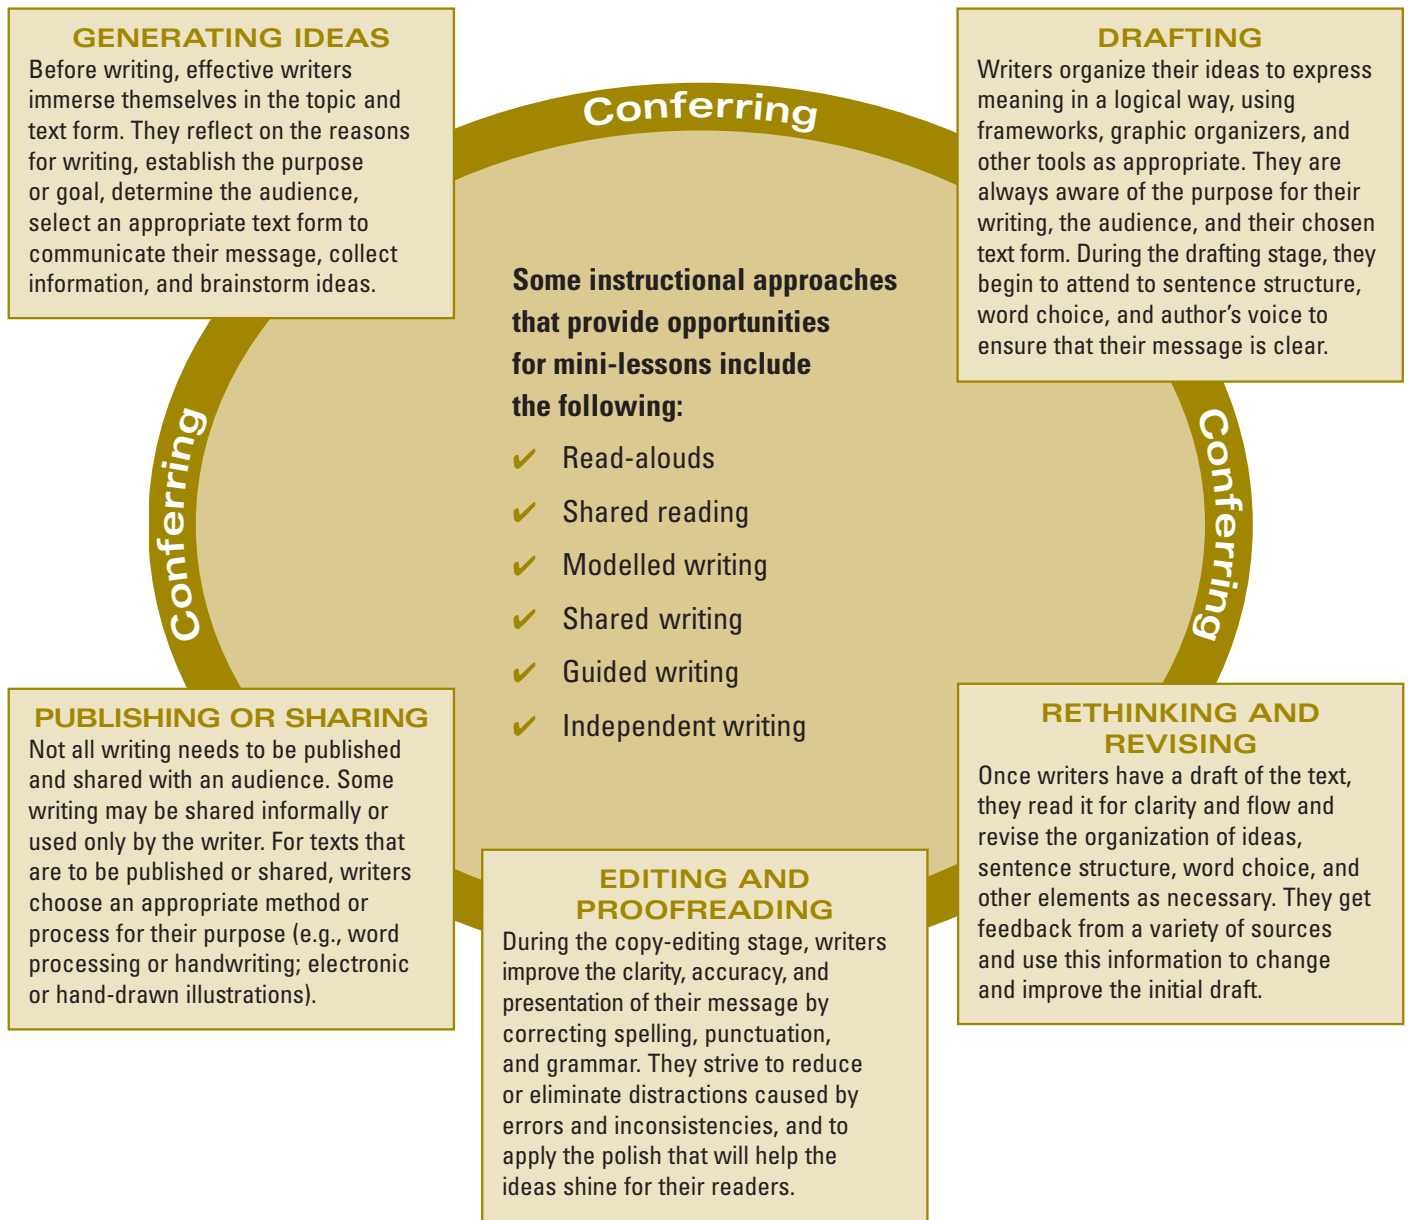 GENERATING IDEAS
Before writing, effective writers
immerse themselves in the topic and
text form. They reflect on the reasons
for writing, establish the purpose
or goal, determine the audience,
select an appropriate text form to
communicate their message, collect
information, and brainstorm ideas.
Conferring
DRAFTING
Writers organize their ideas to express
meaning in a logical way, using
frameworks, graphic organizers, and
other tools as appropriate. They are
always aware of the purpose for their
writing, the audience, and their chosen
text form. During the drafting stage, they
begin to attend to sentence structure,
word choice, and author's voice to
ensure that their message is clear.
Conferring
Some instructional approaches
that provide opportunities
for mini-lessons include
the following:
✔ Read-alouds
✔ Shared reading
✔ Modelled writing
✔ Shared writing
✔ Guided writing
✔ Independent writing
Conferring
PUBLISHING OR SHARING
Not all writing needs to be published
and shared with an audience. Some
writing may be shared informally or
used only by the writer. For texts that
are to be published or shared, writers
choose an appropriate method or
process for their purpose (e.g., word
processing or handwriting; electronic
or hand-drawn illustrations).
EDITING AND
PROOFREADING
During the copy-editing stage, writers
improve the clarity, accuracy, and
presentation of their message by
correcting spelling, punctuation,
and grammar. They strive to reduce
or eliminate distractions caused by
errors and inconsistencies, and to
apply the polish that will help the
ideas shine for their readers.
RETHINKING AND
REVISING
Once writers have a draft of the text,
they read it for clarity and flow and
revise the organization of ideas,
sentence structure, word choice, and
other elements as necessary. They get
feedback from a variety of sources
and use this information to change
and improve the initial draft.